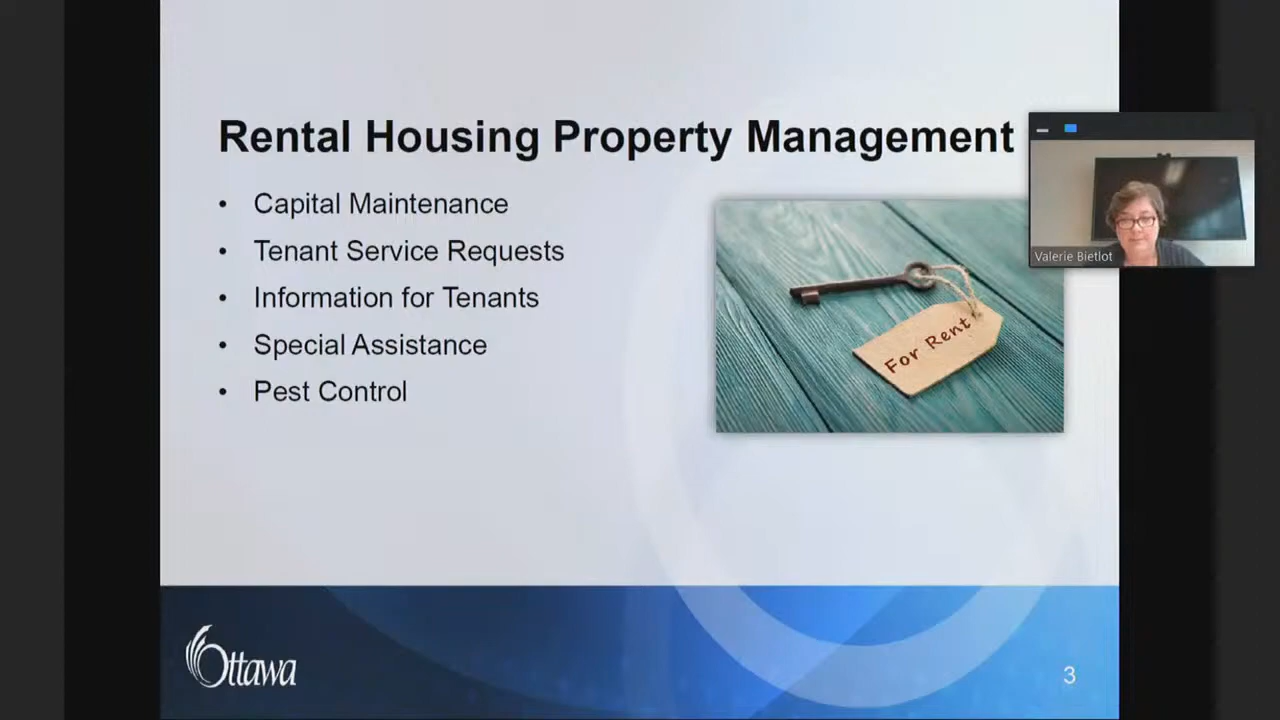 Rental Housing Property Management
• Capital Maintenance
• Tenant Service Requests
• Information for Tenants
• Special Assistance
• Pest Control
For Rent
Valerie Bietlot
Ottawa
3